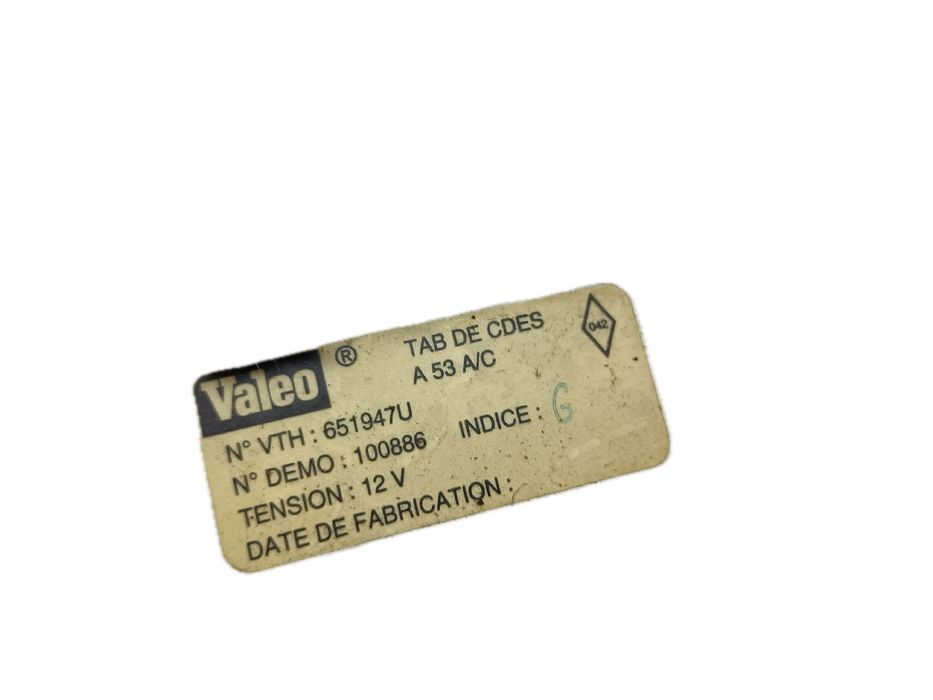 Valeo ®
TAB DE CDES
A 53 A/C
042
N° VTH : 651947U
N° DEMO : 100886
INDICE : G
TENSION : 12 V
DATE DE FABRICATION :